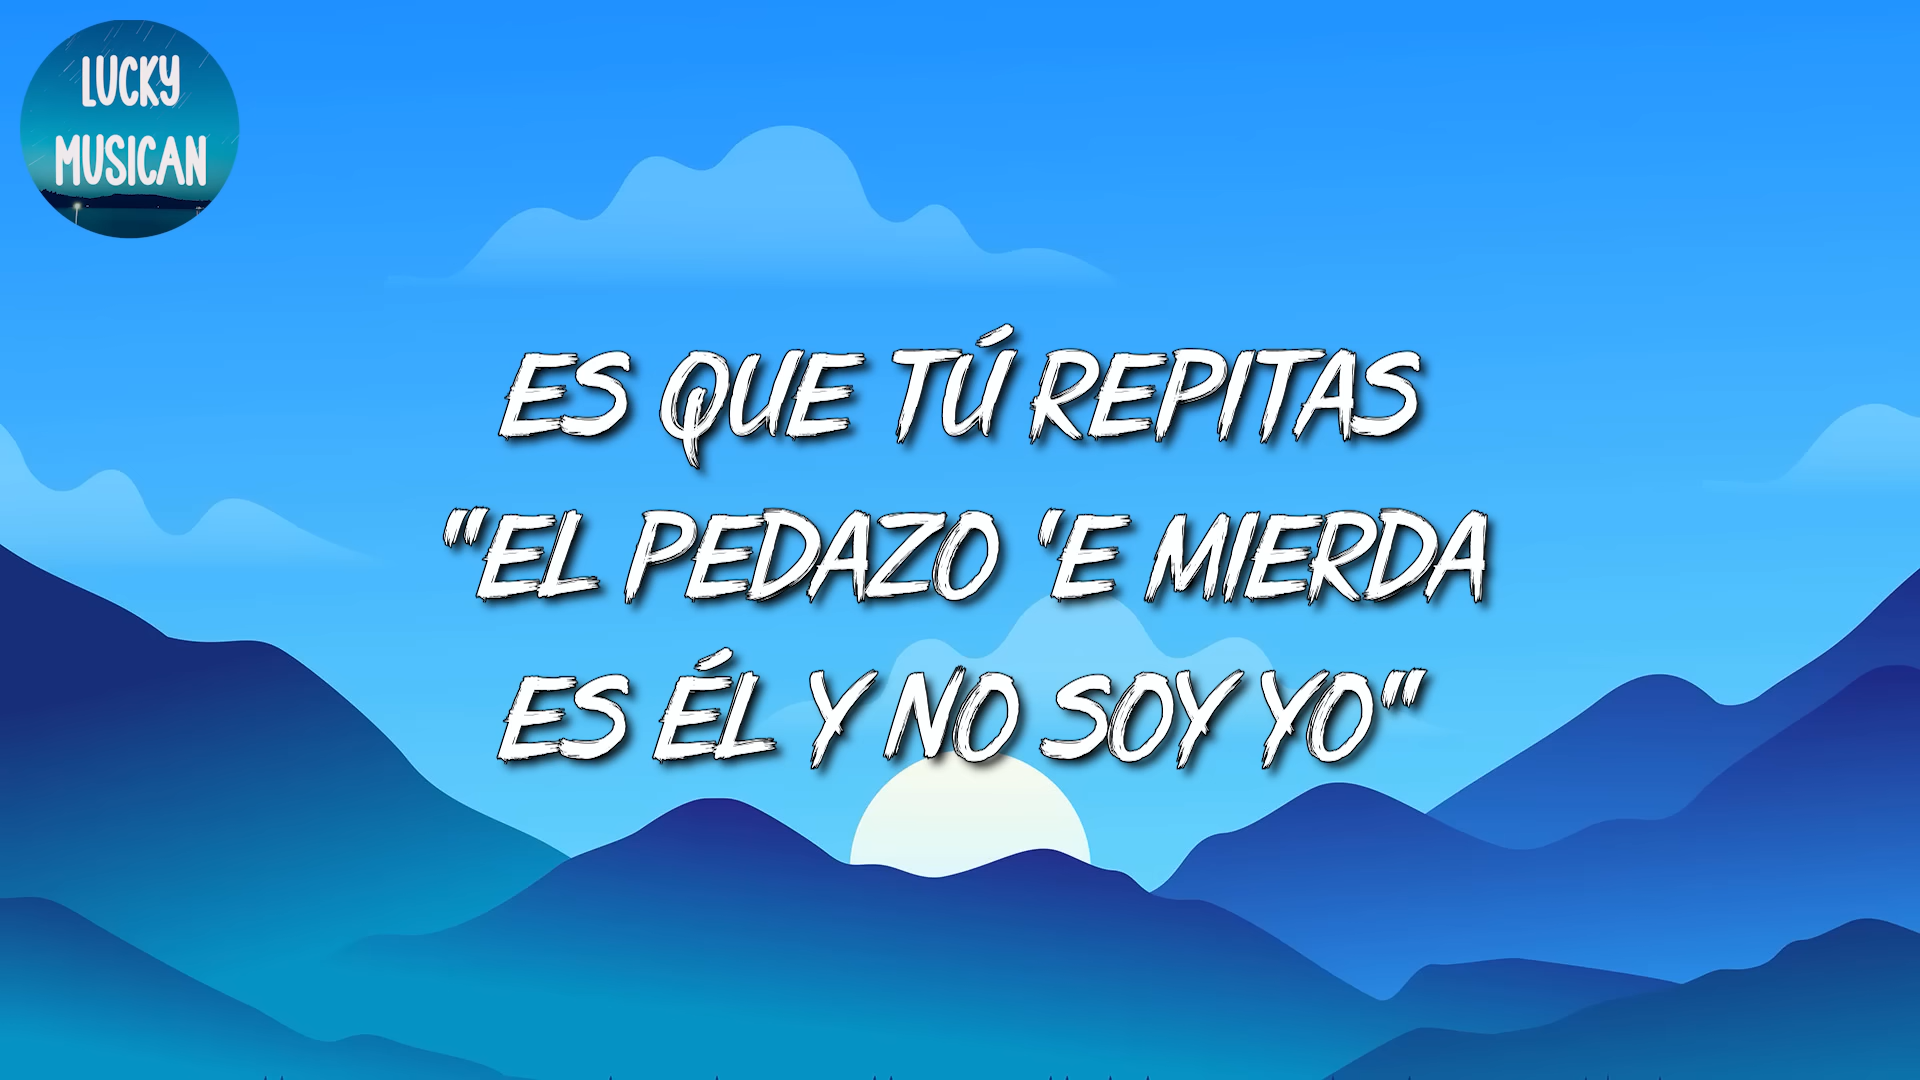 LUCKY
MUSICAN
ES QUE TÚ REPITAS
"EL PEDAZO 'E MIERDA
ES ÉL Y NO SOY YO"